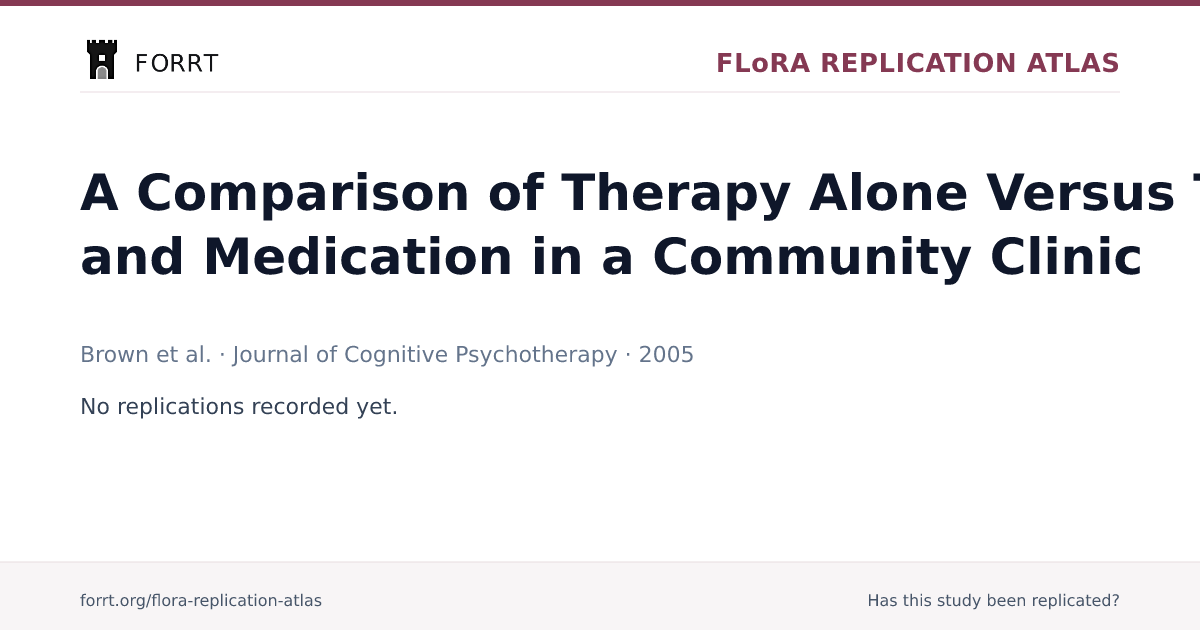 FORRT
FLoRA REPLICATION ATLAS
A Comparison of Therapy Alone Versus
and Medication in a Community Clinic
Brown et al. · Journal of Cognitive Psychotherapy · 2005
No replications recorded yet.
forrt.org/flora-replication-atlas
Has this study been replicated?